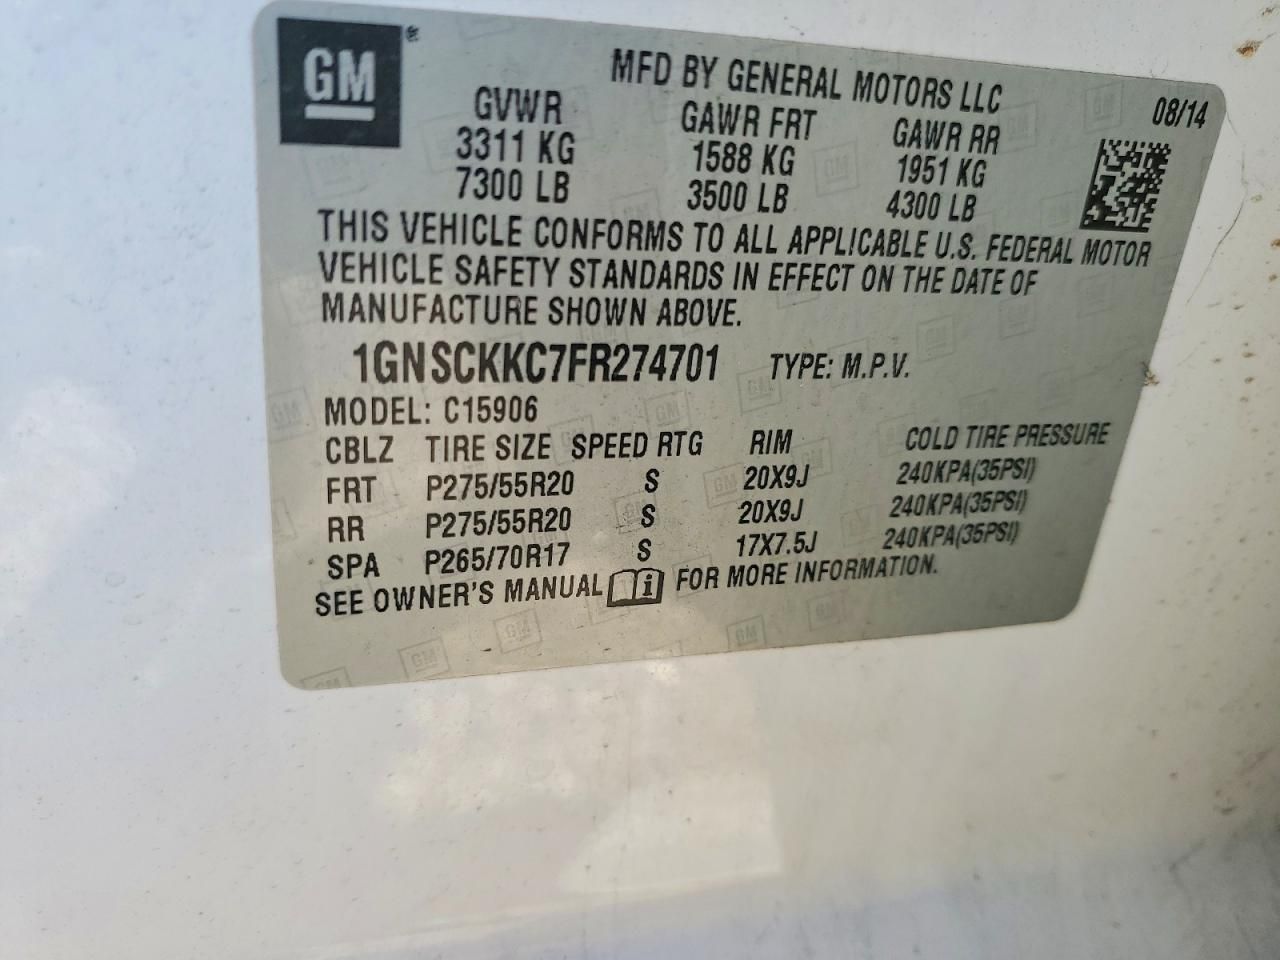 GM
MFD BY GENERAL MOTORS LLC
08/14
GVWR GAWR FRT GAWR RR
3311 KG 1588 KG 1951 KG
7300 LB 3500 LB 4300 LB
THIS VEHICLE CONFORMS TO ALL APPLICABLE U.S. FEDERAL MOTOR
VEHICLE SAFETY STANDARDS IN EFFECT ON THE DATE OF
MANUFACTURE SHOWN ABOVE.
1GNSCKKC7FR274701 TYPE: M.P.V.
MODEL: C15906
CBLZ TIRE SIZE SPEED RTG RIM COLD TIRE PRESSURE
FRT P275/55R20 S 20X9J 240KPA(35PSI)
RR P275/55R20 S 20X9J 240KPA(35PSI)
SPA P265/70R17 S 17X7.5J 240KPA(35PSI)
SEE OWNER'S MANUAL i FOR MORE INFORMATION.